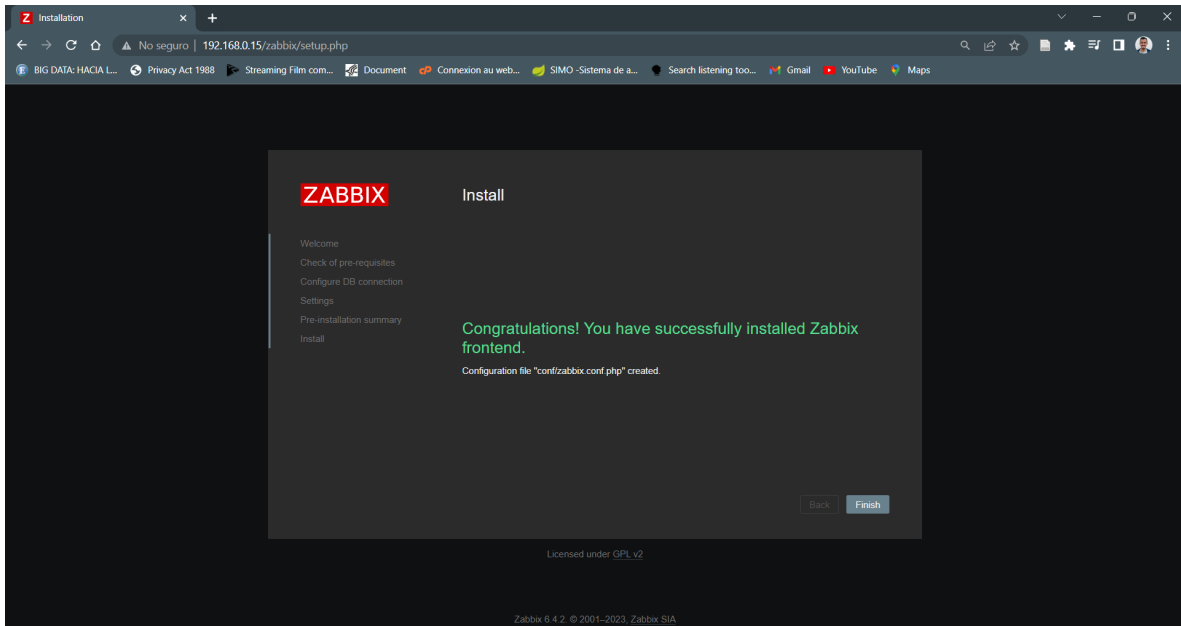 Z Installation
No seguro | 192.168.0.15/zabbix/setup.php
BIG DATA: HACIA L... Privacy Act 1988 Streaming Film com... Document Connexion au web... SIMO -Sistema de a... Search listening too... Gmail YouTube Maps
ZABBIX
Install
Welcome
Check of pre-requisites
Configure DB connection
Settings
Pre-installation summary
Install
Congratulations! You have successfully installed Zabbix
frontend.
Configuration file "conf/zabbix.conf.php" created.
Back Finish
Licensed under GPL v2
Zabbix 6.4.2. © 2001–2023, Zabbix SIA